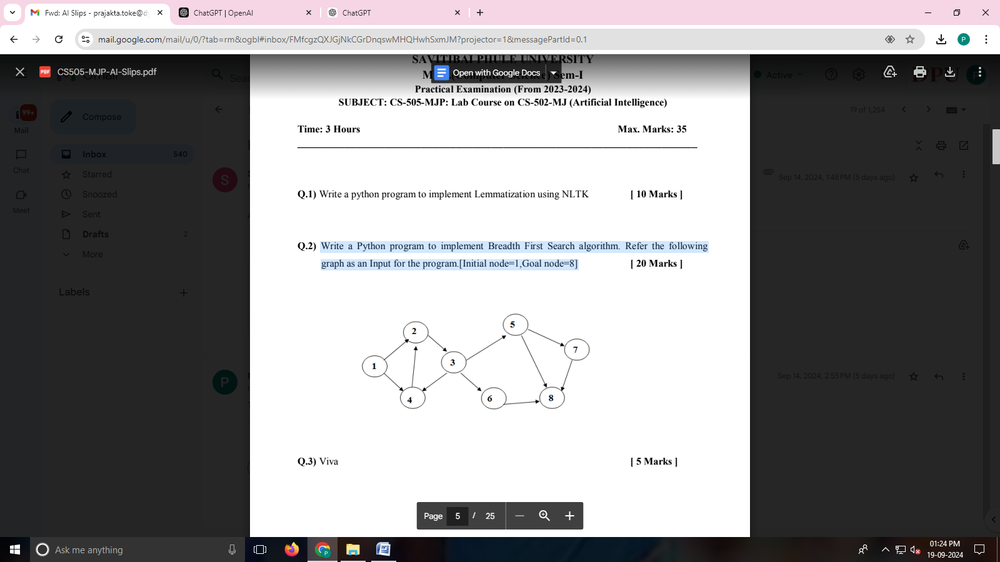 Fwd: AI Slips - prajakta.toke@d
ChatGPT | OpenAI
ChatGPT
mail.google.com/mail/u/0/?tab=rm&ogbl#inbox/FMfcgzQXJGjNkCGrDnqswMHQHwhSxmJM?projector=1&messagePartId=0.1
P
PDF CS505-MJP-AI-Slips.pdf
Open with Google Docs
Active
99+
Mail
Chat
Meet
Compose
Inbox 540
Starred
Snoozed
Sent
Drafts 2
More
Labels
19 of 1,254
S
Sep 14, 2024, 1:48 PM (5 days ago)
P
Sep 14, 2024, 2:55 PM (5 days ago)
SAVITIBAI PHULE UNIVERSITY
Sem-I
Practical Examination (From 2023-2024)
SUBJECT: CS-505-MJP: Lab Course on CS-502-MJ (Artificial Intelligence)
Time: 3 Hours Max. Marks: 35
Q.1) Write a python program to implement Lemmatization using NLTK [ 10 Marks ]
Q.2) Write a Python program to implement Breadth First Search algorithm. Refer the following
graph as an Input for the program.[Initial node=1,Goal node=8] [ 20 Marks ]
5
2
7
3
1
4
6
8
Q.3) Viva [ 5 Marks ]
Page 5 / 25
Ask me anything
01:24 PM
19-09-2024